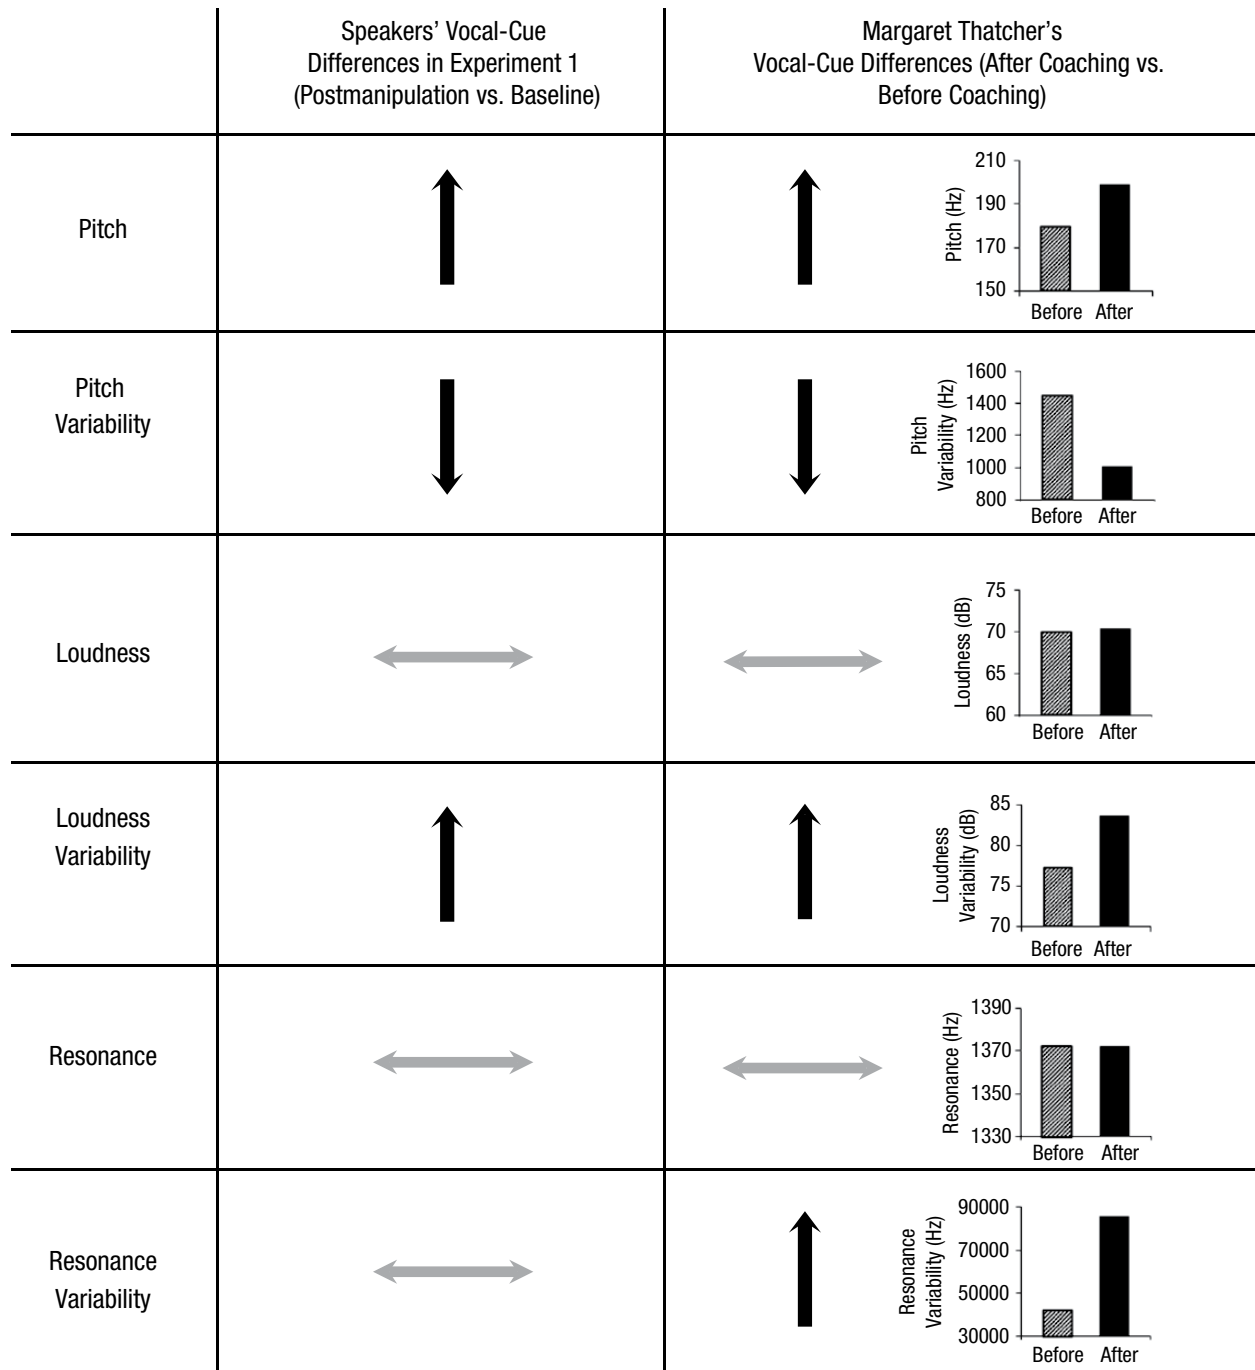 Speakers’ Vocal-Cue
Differences in Experiment 1
(Postmanipulation vs. Baseline)
Margaret Thatcher’s
Vocal-Cue Differences (After Coaching vs.
Before Coaching)
Pitch
Pitch (Hz)
210
190
170
150
Before After
Pitch
Variability
Pitch
Variability (Hz)
1600
1400
1200
1000
800
Before After
Loudness
Loudness (dB)
75
70
65
60
Before After
Loudness
Variability
Loudness
Variability (dB)
85
80
75
70
Before After
Resonance
Resonance (Hz)
1390
1370
1350
1330
Before After
Resonance
Variability
Resonance
Variability (Hz)
90000
70000
50000
30000
Before After